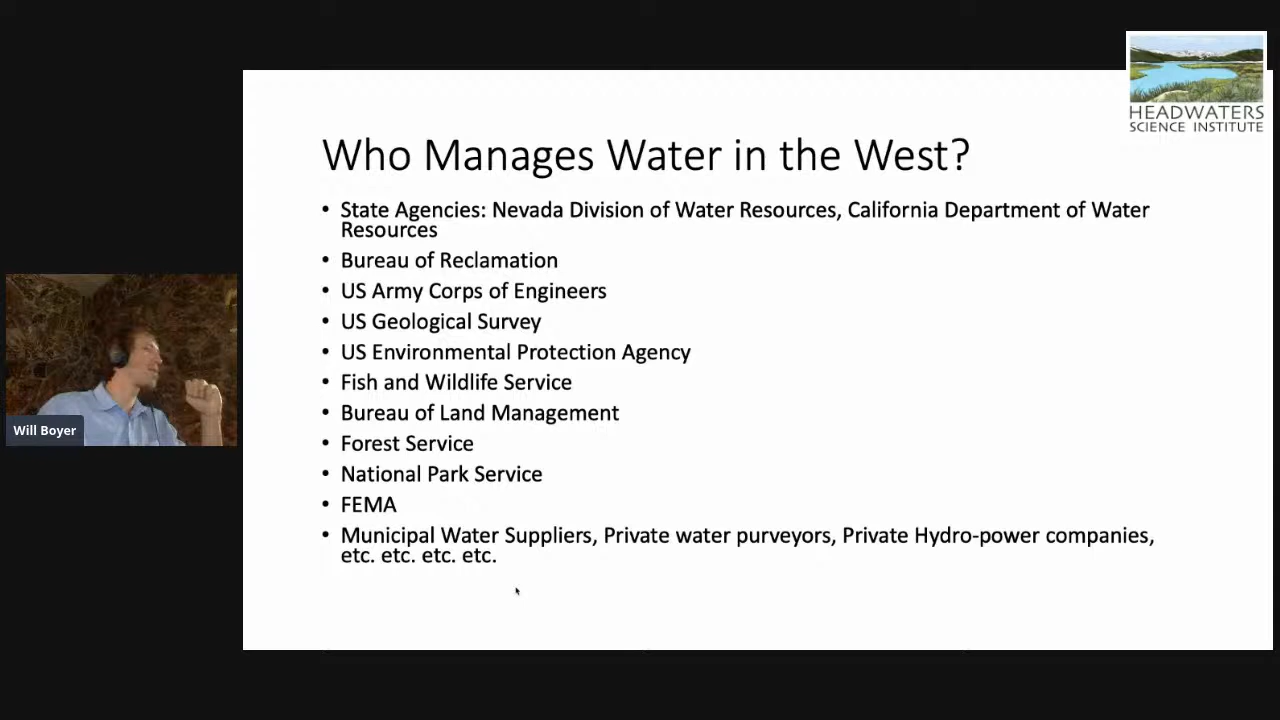 HEADWATERS
SCIENCE INSTITUTE
Who Manages Water in the West?
• State Agencies: Nevada Division of Water Resources, California Department of Water
Resources
• Bureau of Reclamation
• US Army Corps of Engineers
• US Geological Survey
• US Environmental Protection Agency
• Fish and Wildlife Service
• Bureau of Land Management
• Forest Service
• National Park Service
• FEMA
• Municipal Water Suppliers, Private water purveyors, Private Hydro-power companies,
etc. etc. etc. etc.
Will Boyer